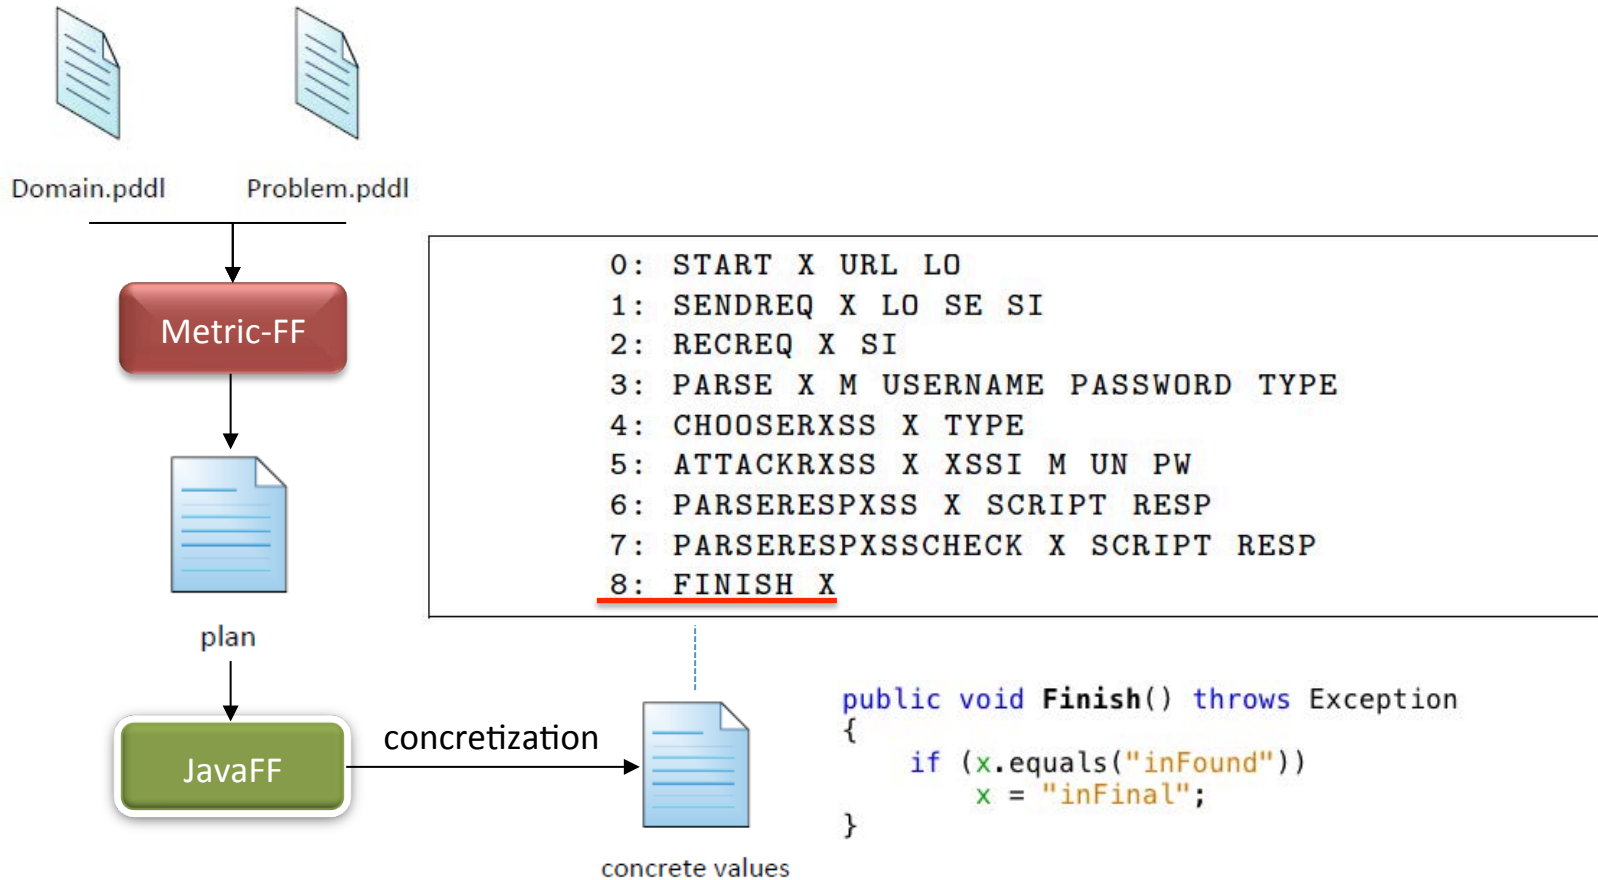 Domain.pddl
Problem.pddl
Metric-FF
0: START X URL LO
1: SENDREQ X LO SE SI
2: RECREQ X SI
3: PARSE X M USERNAME PASSWORD TYPE
4: CHOOSERXSS X TYPE
5: ATTACKRXSS X XSSI M UN PW
6: PARSERESPXSS X SCRIPT RESP
7: PARSERESPXSSCHECK X SCRIPT RESP
8: FINISH X
plan
JavaFF
concretization
concrete values
public void Finish() throws Exception
{
    if (x.equals("inFound"))
        x = "inFinal";
}